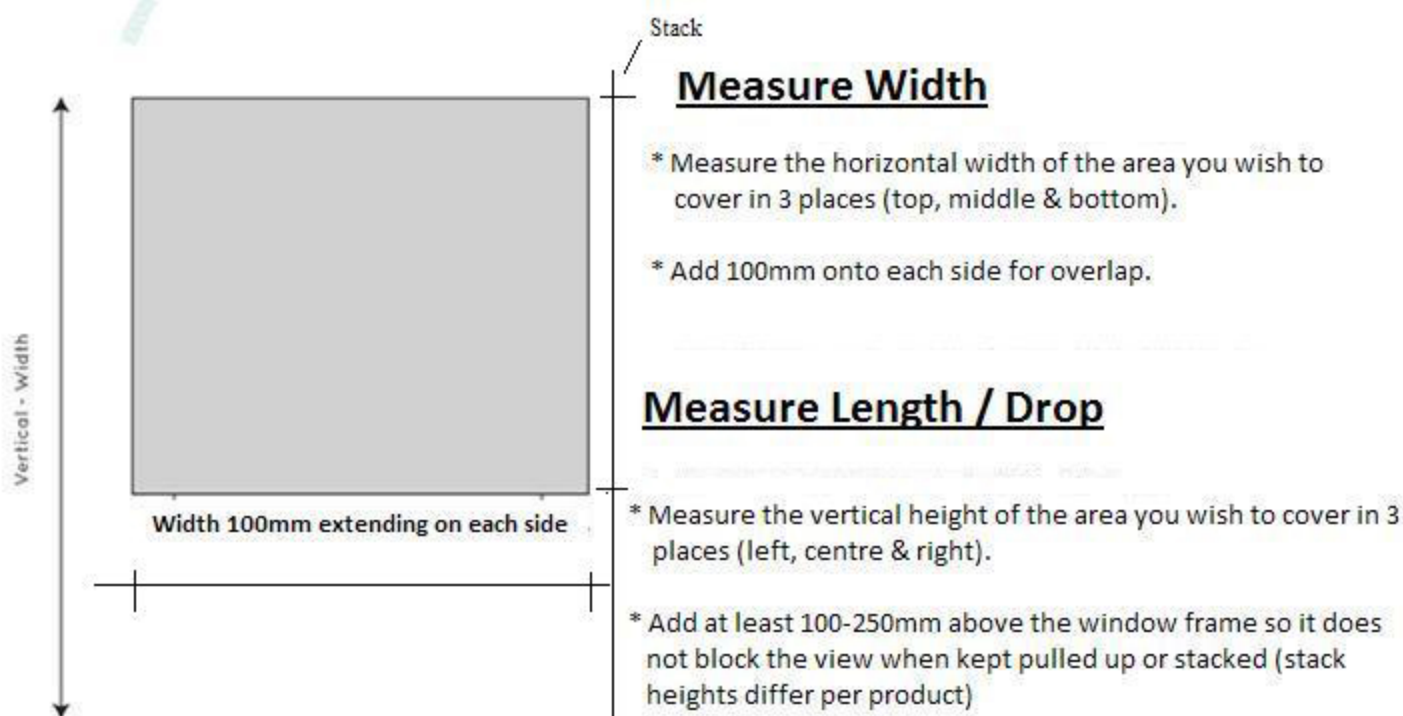 Stack
Measure Width
* Measure the horizontal width of the area you wish to
cover in 3 places (top, middle & bottom).
* Add 100mm onto each side for overlap.
Vertical - Width
Measure Length / Drop
Width 100mm extending on each side
* Measure the vertical height of the area you wish to cover in 3
places (left, centre & right).
* Add at least 100-250mm above the window frame so it does
not block the view when kept pulled up or stacked (stack
heights differ per product)